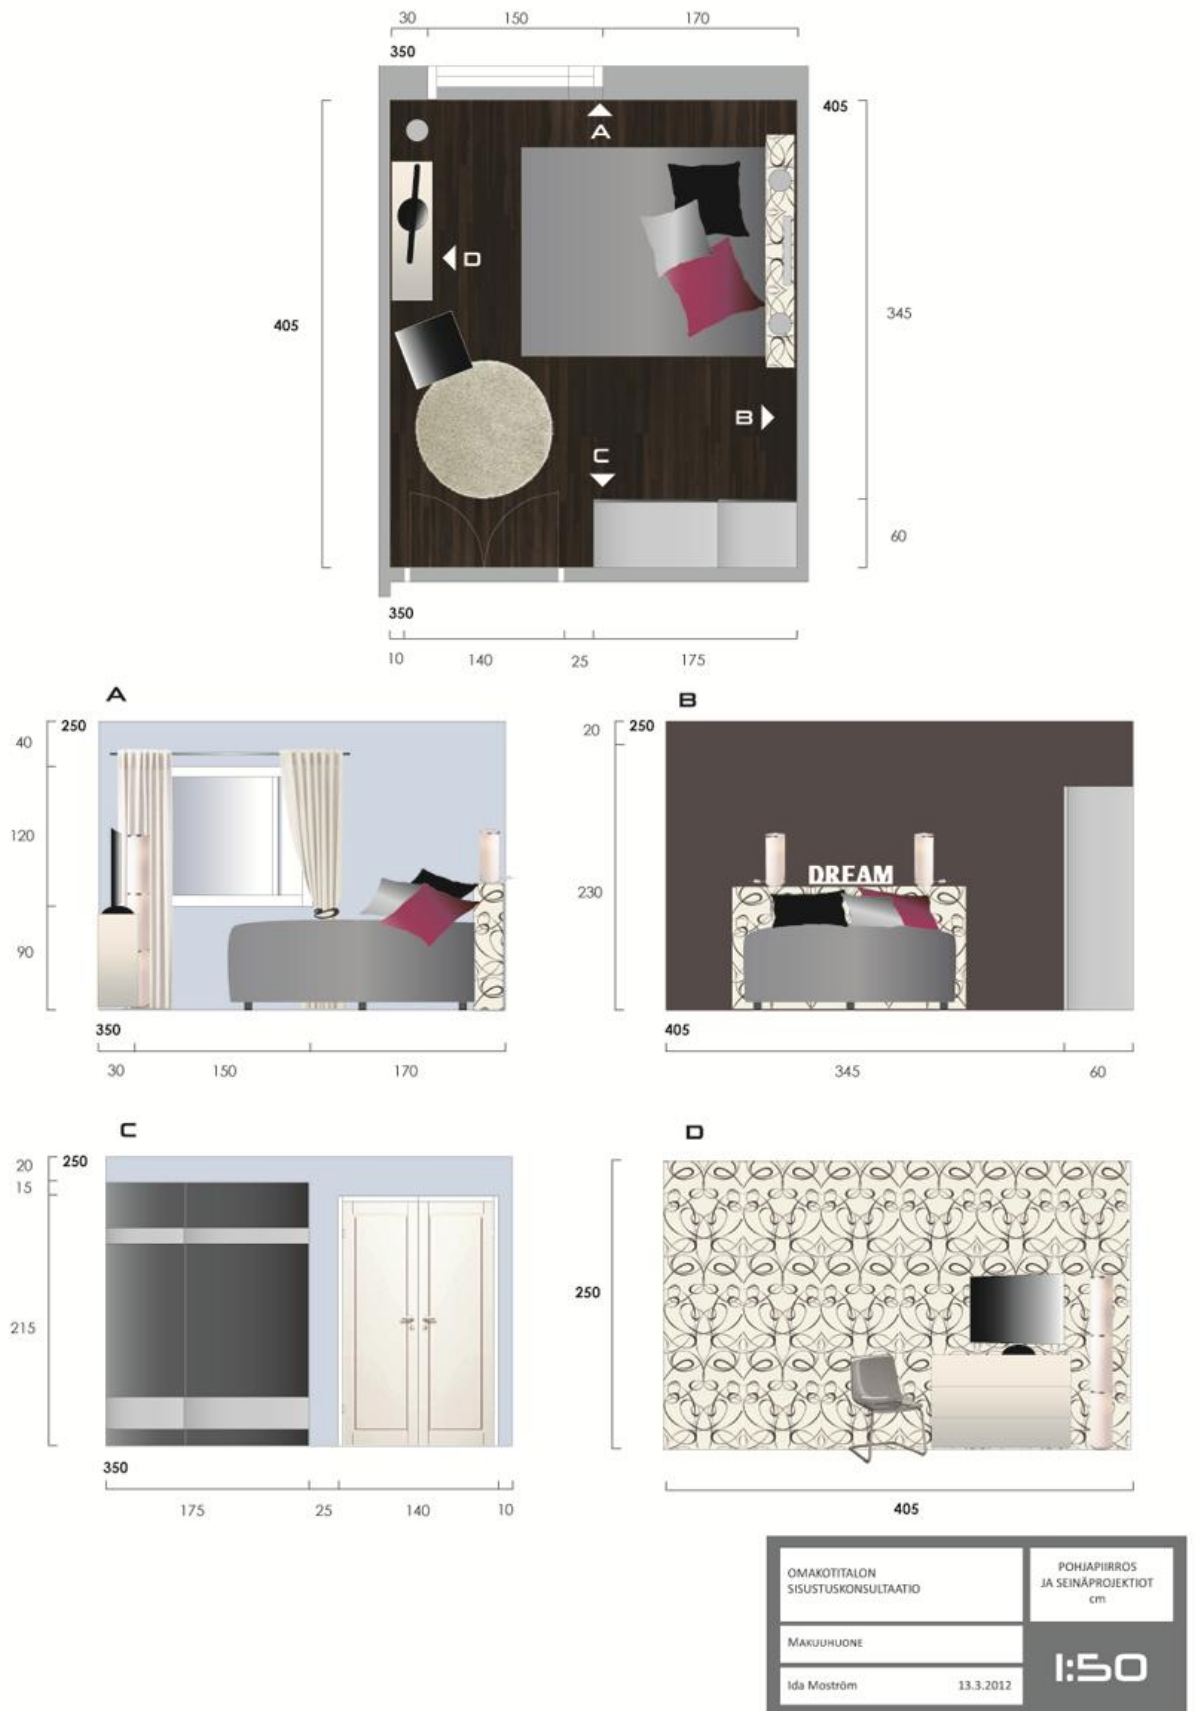 30 150 170
350
405
A
D
405
345
B
C
60
350
10 140 25 175
A
B
250
40
120
90
350
30 150 170
20
250
DREAM
230
405
345 60
C
D
20 250
15
215
350
175 25 140 10
250
405
OMAKOTITALON
SISUSTUSKONSULTAATIO
POHJAPIIRROS
JA SEINÄPROJEKTIOT
cm
MAKUUHUONE
1:50
Ida Moström 13.3.2012